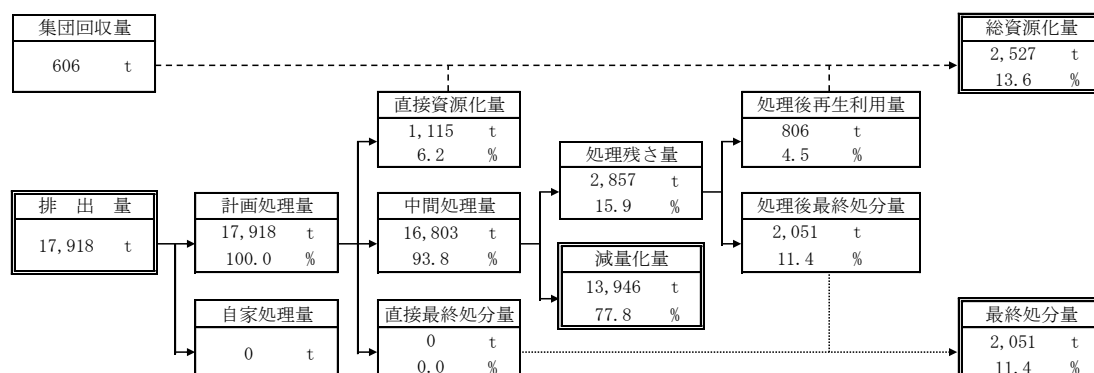 集団回収量
606 t
総資源化量
2,527 t
13.6 %
直接資源化量
1,115 t
6.2 %
処理後再生利用量
806 t
4.5 %
処理残さ量
2,857 t
15.9 %
排 出 量
17,918 t
計画処理量
17,918 t
100.0 %
中間処理量
16,803 t
93.8 %
処理後最終処分量
2,051 t
11.4 %
減量化量
13,946 t
77.8 %
自家処理量
0 t
直接最終処分量
0 t
0.0 %
最終処分量
2,051 t
11.4 %